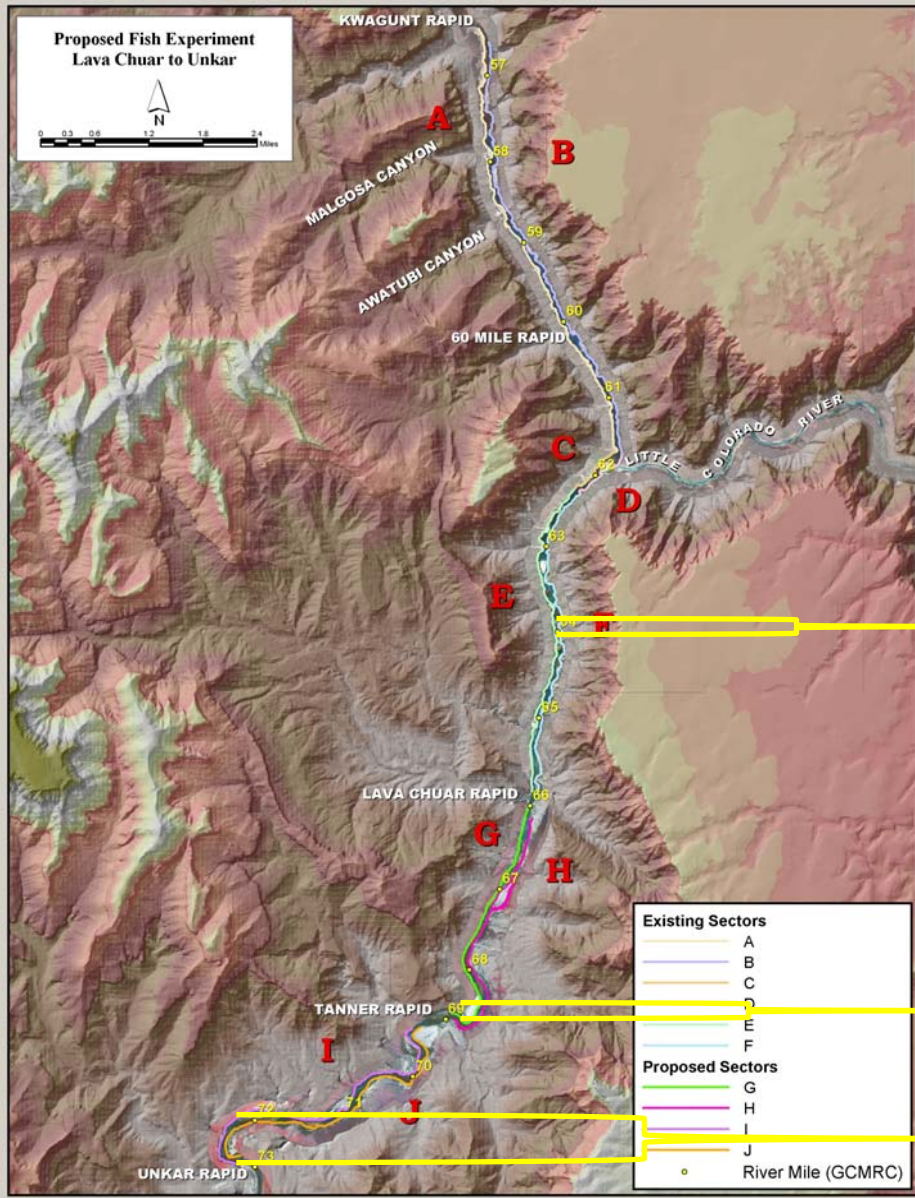 KWAGUNT RAPID
Proposed Fish Experiment
Lava Chuar to Unkar
N
0 0.3 0.6 1.2 1.8 2.4
Miles
57
A
B
58
MALGOSA CANYON
59
AWATUBI CANYON
60
60 MILE RAPID
61
C
62
LITTLE COLORADO RIVER
D
63
E
64
65
LAVA CHUAR RAPID
66
G
H
67
68
TANNER RAPID
69
I
70
71
J
72
73
UNKAR RAPID
Existing Sectors
A
B
C
E
F
Proposed Sectors
G
H
I
J
River Mile (GCMRC)